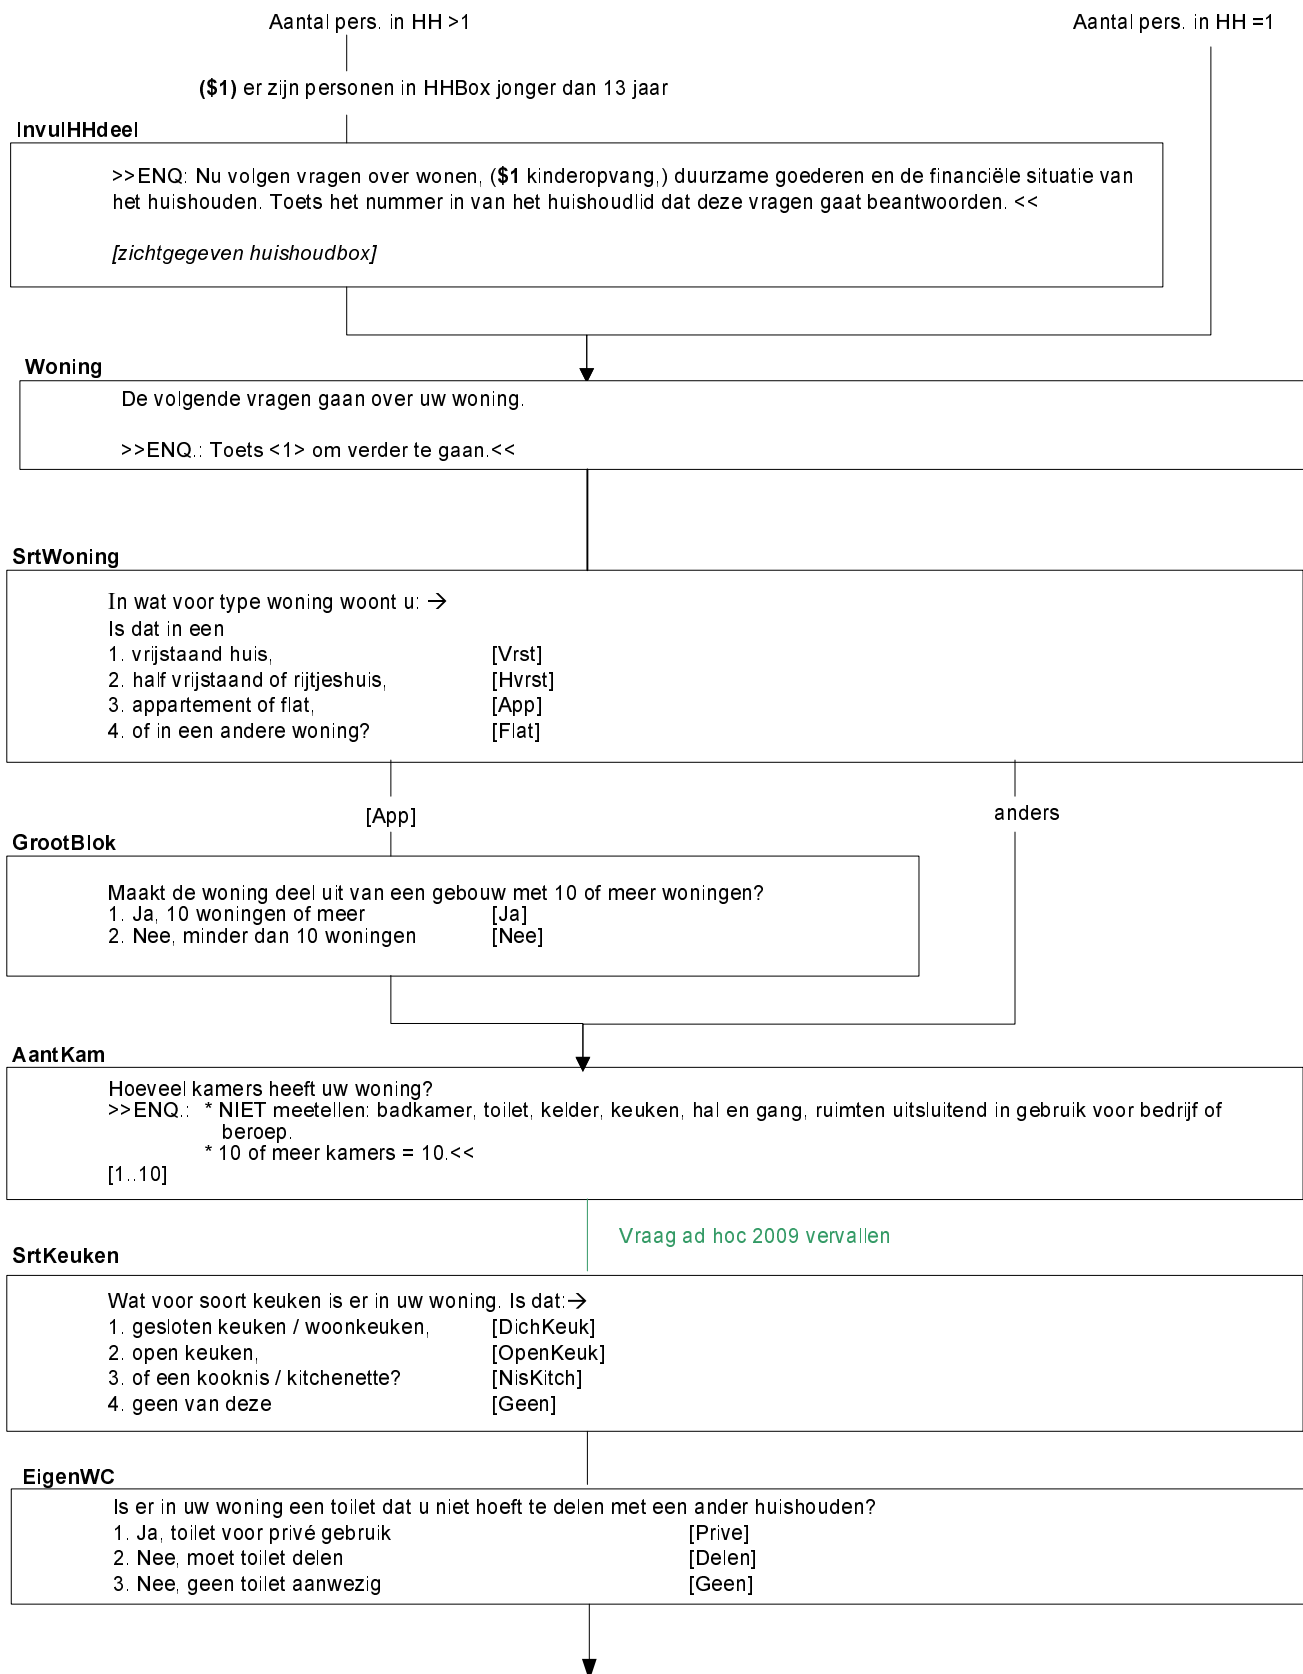 Aantal pers. in HH >1
Aantal pers. in HH =1
($1) er zijn personen in HHBox jonger dan 13 jaar
InvulHHdeel
>>ENQ: Nu volgen vragen over wonen, ($1 kinderopvang,) duurzame goederen en de financiële situatie van
het huishouden. Toets het nummer in van het huishoudlid dat deze vragen gaat beantwoorden. <<
[zichtgegeven huishoudbox]
Woning
De volgende vragen gaan over uw woning.
>>ENQ.: Toets <1> om verder te gaan.<<
SrtWoning
In wat voor type woning woont u: →
Is dat in een
1. vrijstaand huis, [Vrst]
2. half vrijstaand of rijtjeshuis, [Hvrst]
3. appartement of flat, [App]
4. of in een andere woning? [Flat]
[App]
anders
GrootBlok
Maakt de woning deel uit van een gebouw met 10 of meer woningen?
1. Ja, 10 woningen of meer [Ja]
2. Nee, minder dan 10 woningen [Nee]
AantKam
Hoeveel kamers heeft uw woning?
>>ENQ.: * NIET meetellen: badkamer, toilet, kelder, keuken, hal en gang, ruimten uitsluitend in gebruik voor bedrijf of
beroep.
* 10 of meer kamers = 10.<<
[1..10]
Vraag ad hoc 2009 vervallen
SrtKeuken
Wat voor soort keuken is er in uw woning. Is dat:→
1. gesloten keuken / woonkeuken, [DichKeuk]
2. open keuken, [OpenKeuk]
3. of een kooknis / kitchenette? [NisKitch]
4. geen van deze [Geen]
EigenWC
Is er in uw woning een toilet dat u niet hoeft te delen met een ander huishouden?
1. Ja, toilet voor privé gebruik [Prive]
2. Nee, moet toilet delen [Delen]
3. Nee, geen toilet aanwezig [Geen]